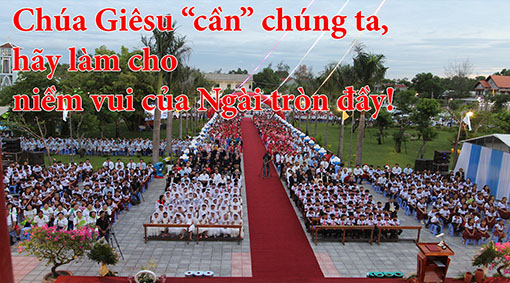 Chúa Giêsu “cần” chúng ta,
hãy làm cho
niềm vui của Ngài tròn đầy!